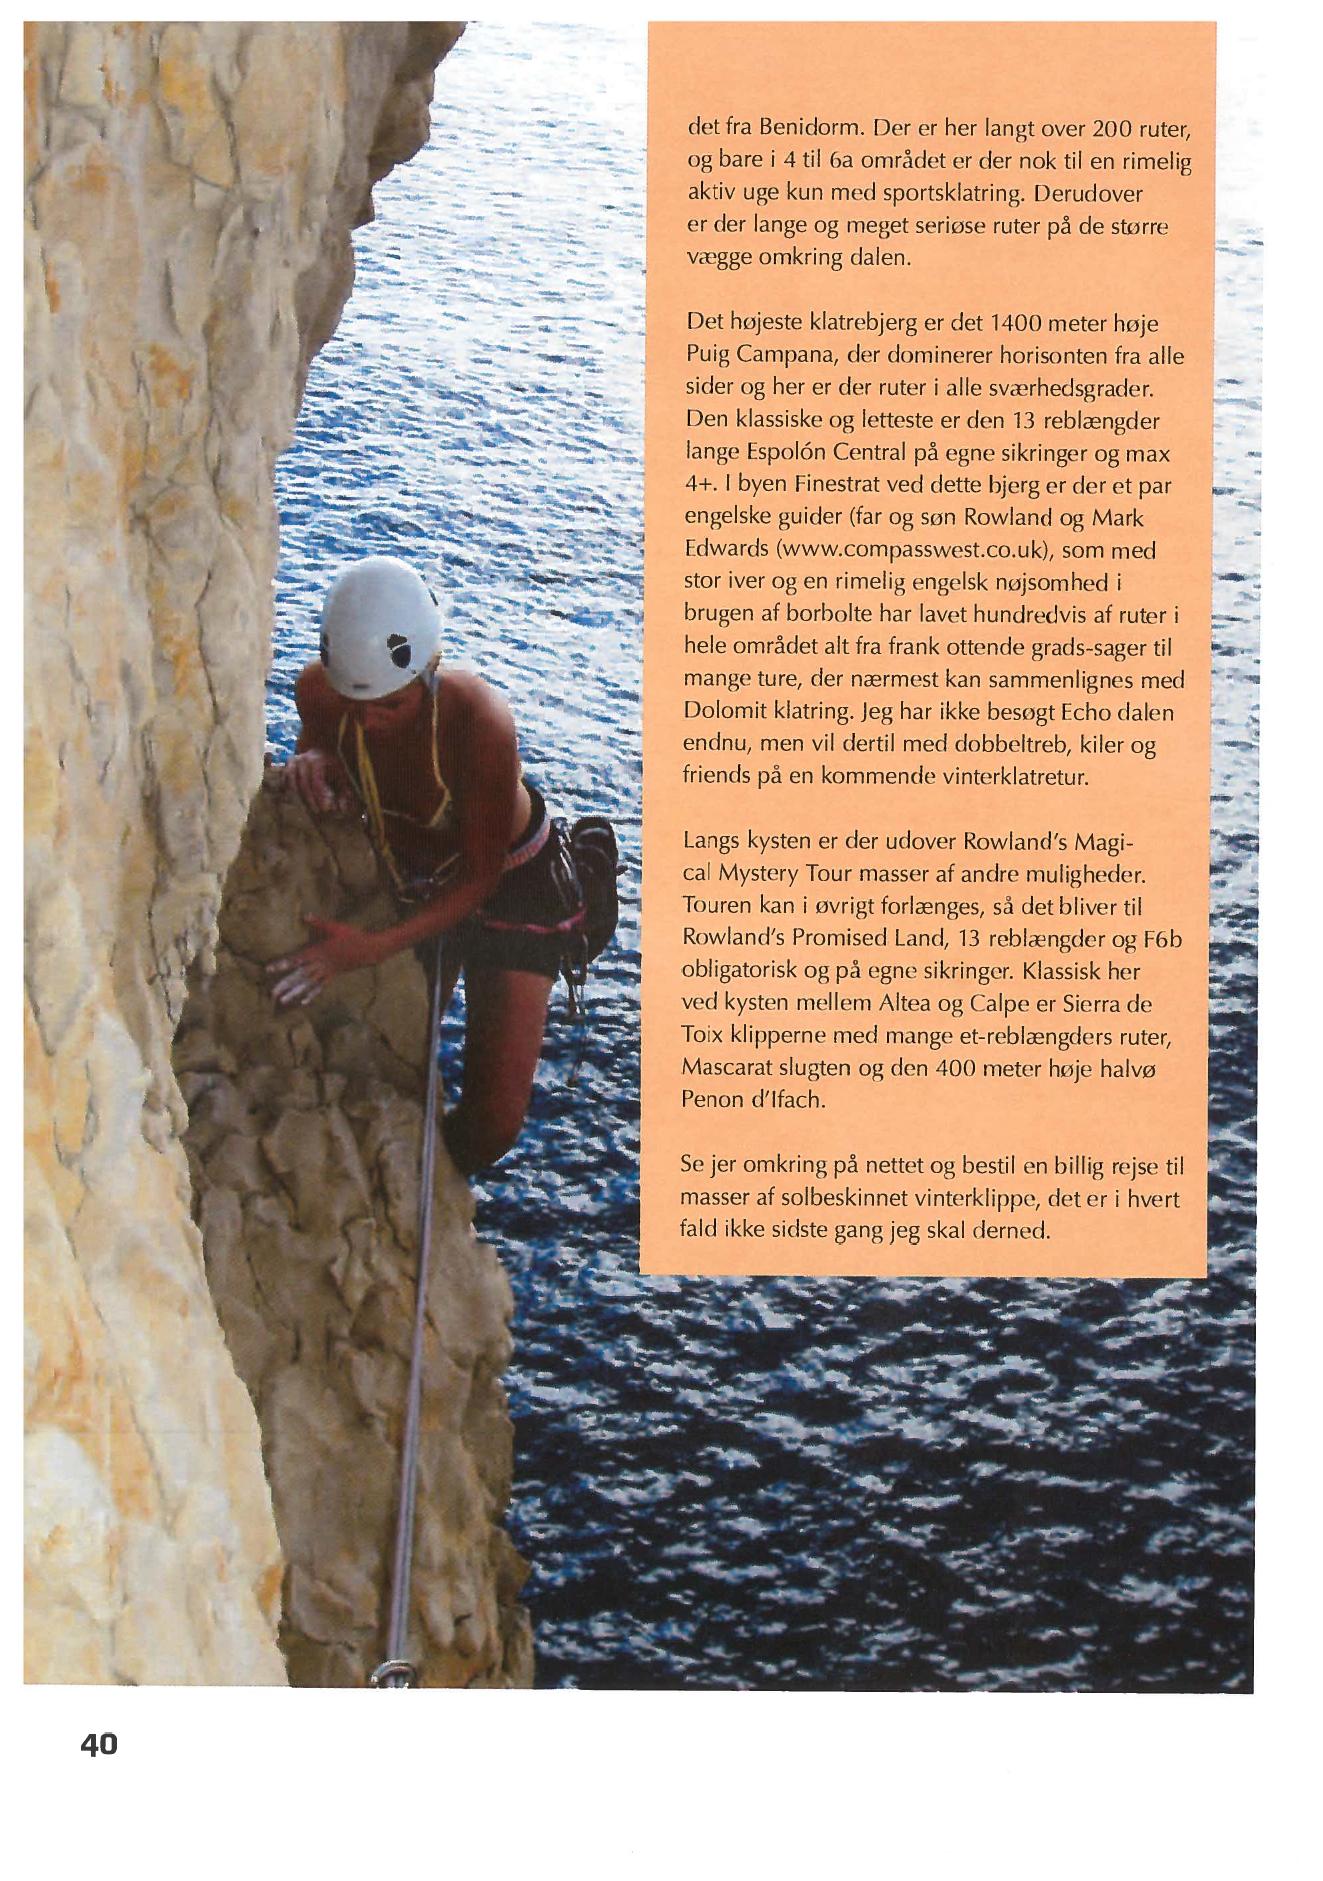 det fra Benidorm. Der er her langt over 200 ruter,
og bare i 4 til 6a området er der nok til en rimelig
aktiv uge kun med sportsklatring. Derudover
er der lange og meget seriøse ruter på de større
vægge omkring dalen.
Det højeste klatrebjerg er det 1400 meter høje
Puig Campana, der dominerer horisonten fra alle
sider og her er der ruter i alle sværhedsgrader.
Den klassiske og letteste er den 13 reblængder
lange Espolón Central på egne sikringer og max
4+. I byen Finestrat ved dette bjerg er der et par
engelske guider (far og søn Rowland og Mark
Edwards (www.compasswest.co.uk), som med
stor iver og en rimelig engelsk nøjsomhed i
brugen af borbolte har lavet hundredvis af ruter i
hele området alt fra frank ottende grads-sager til
mange ture, der nærmest kan sammenlignes med
Dolomit klatring. Jeg har ikke besøgt Echo dalen
endnu, men vil dertil med dobbeltreb, kiler og
friends på en kommende vinterklatretur.
Langs kysten er der udover Rowland's Magi-
cal Mystery Tour masser af andre muligheder.
Touren kan i øvrigt forlænges, så det bliver til
Rowland's Promised Land, 13 reblængder og F6b
obligatorisk og på egne sikringer. Klassisk her
ved kysten mellem Altea og Calpe er Sierra de
Toix klipperne med mange et-reblængders ruter,
Mascarat slugten og den 400 meter høje halvø
Penon d'Ifach.
Se jer omkring på nettet og bestil en billig rejse til
masser af solbeskinnet vinterklippe, det er i hvert
fald ikke sidste gang jeg skal derned.
40